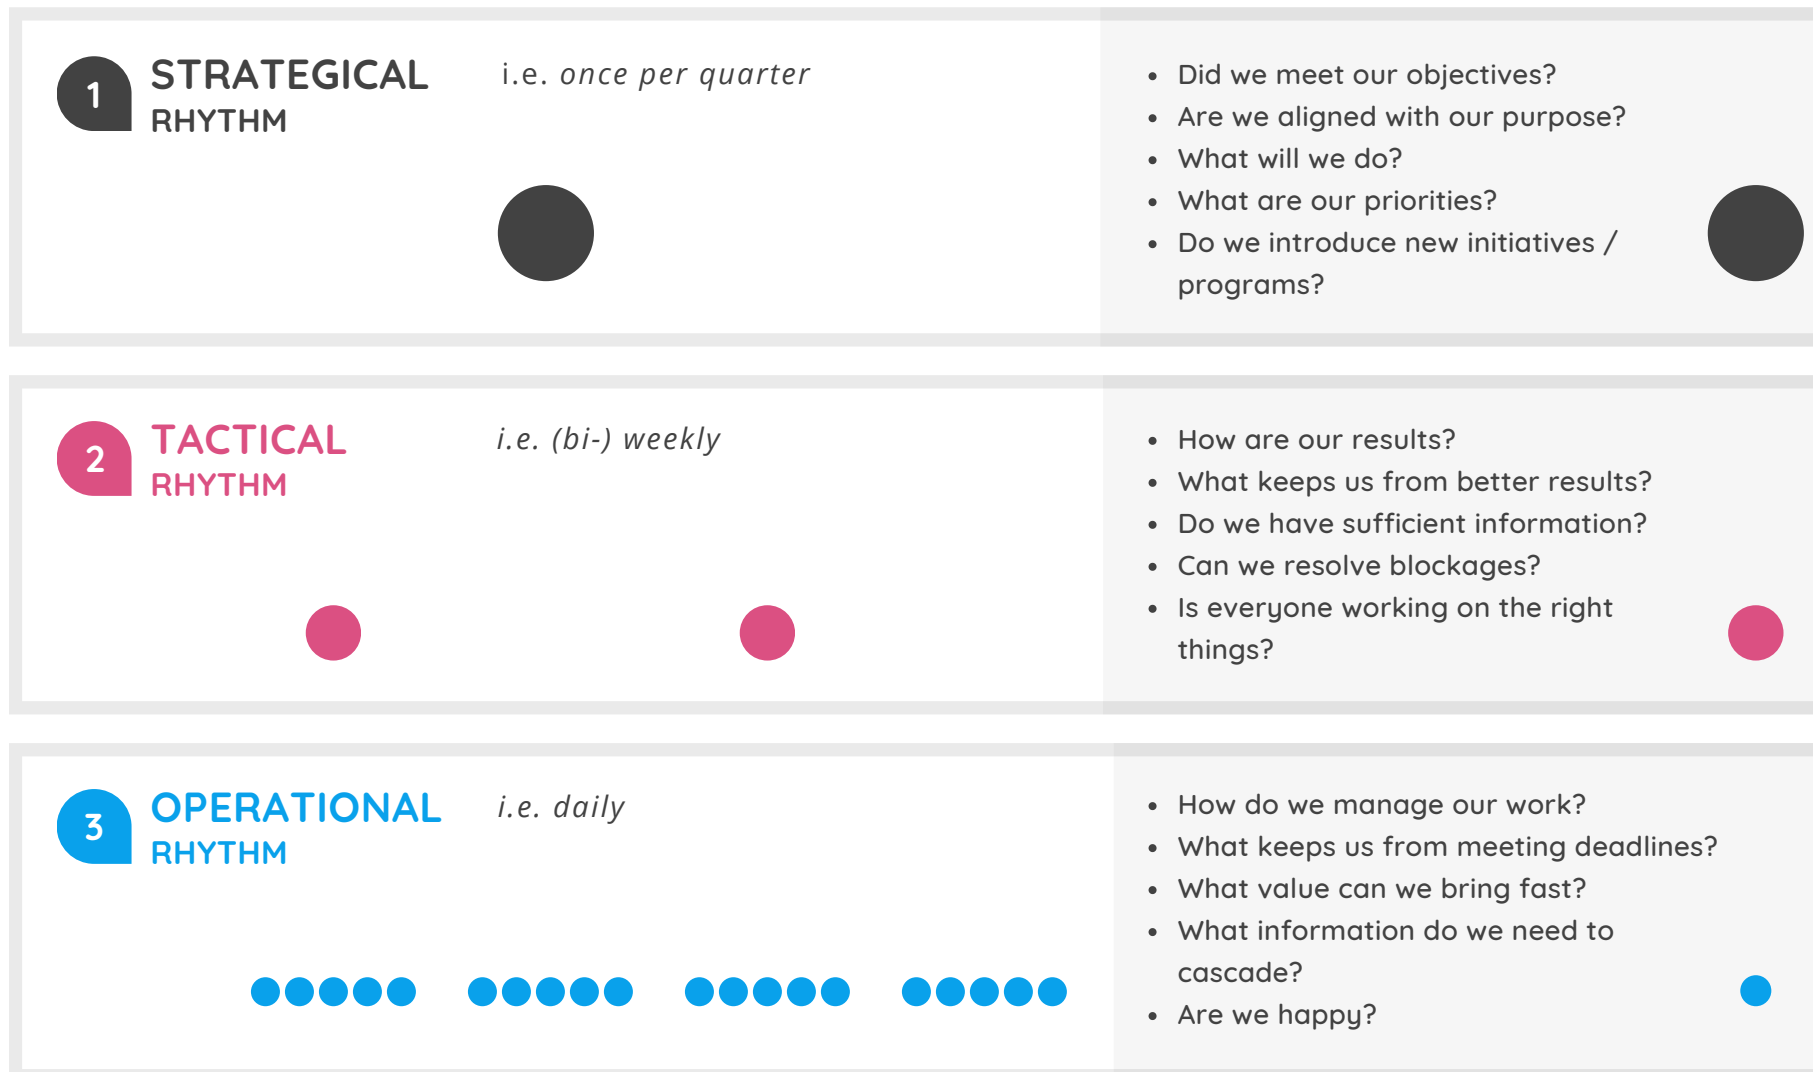 1
STRATEGICAL
RHYTHM
i.e. once per quarter
• Did we meet our objectives?
• Are we aligned with our purpose?
• What will we do?
• What are our priorities?
• Do we introduce new initiatives /
programs?
2
TACTICAL
RHYTHM
i.e. (bi-) weekly
• How are our results?
• What keeps us from better results?
• Do we have sufficient information?
• Can we resolve blockages?
• Is everyone working on the right
things?
3
OPERATIONAL
RHYTHM
i.e. daily
• How do we manage our work?
• What keeps us from meeting deadlines?
• What value can we bring fast?
• What information do we need to
cascade?
• Are we happy?